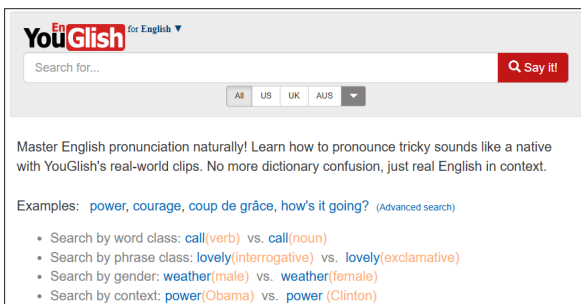 YouGlish En for English ▼
Search for... Say it!
All US UK AUS
Master English pronunciation naturally! Learn how to pronounce tricky sounds like a native
with YouGlish's real-world clips. No more dictionary confusion, just real English in context.
Examples: power, courage, coup de grâce, how's it going? (Advanced search)
• Search by word class: call(verb) vs. call(noun)
• Search by phrase class: lovely(interrogative) vs. lovely(exclamative)
• Search by gender: weather(male) vs. weather(female)
• Search by context: power(Obama) vs. power (Clinton)